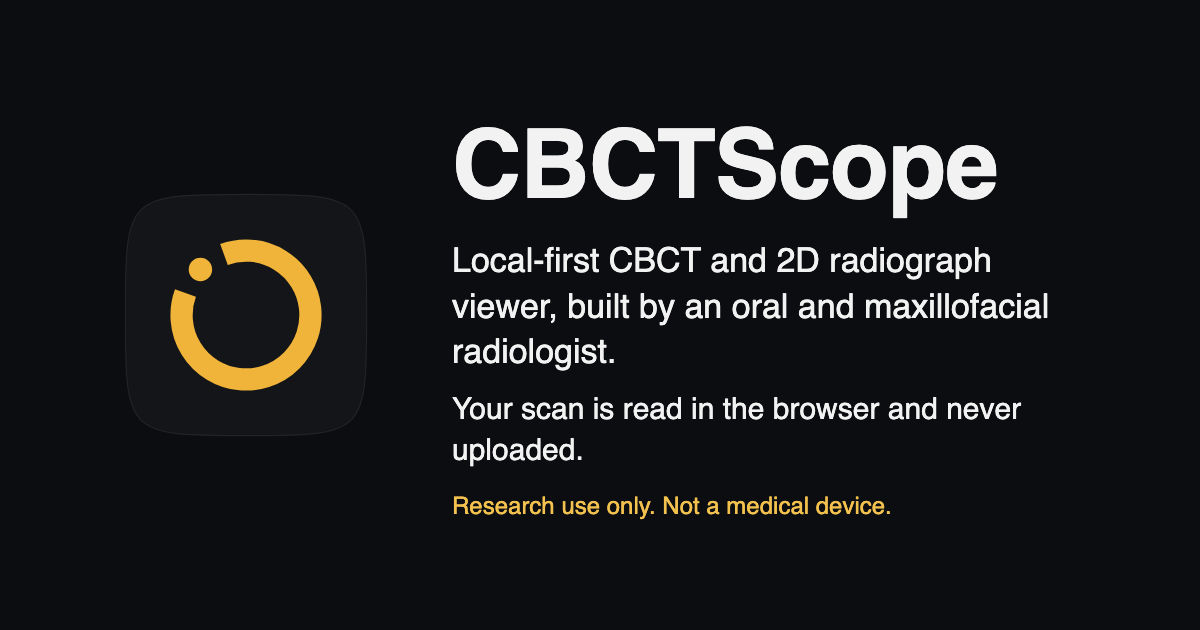 CBCTScope
Local-first CBCT and 2D radiograph
viewer, built by an oral and maxillofacial
radiologist.
Your scan is read in the browser and never
uploaded.
Research use only. Not a medical device.